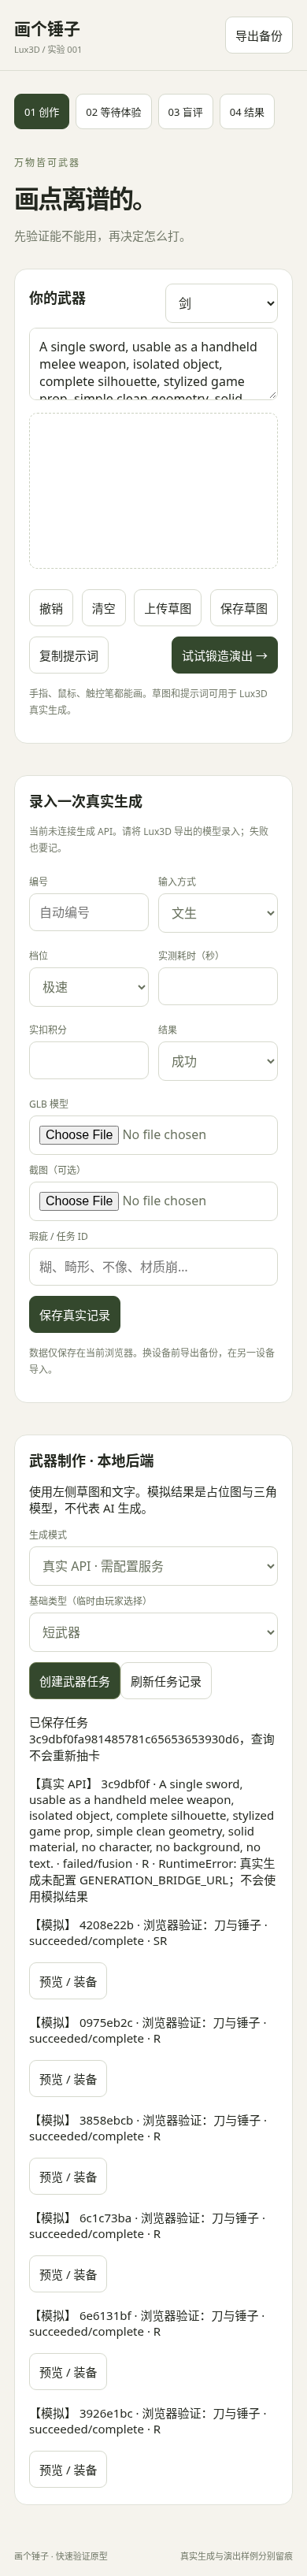 画个锤子
Lux3D / 实验 001
导出备份
01 创作
02 等待体验
03 盲评
04 结果
万物皆可武器
画点离谱的。
先验证能不能用，再决定怎么打。
你的武器
剑
A single sword, usable as a handheld
melee weapon, isolated object,
complete silhouette, stylized game
prop, simple clean geometry, solid
撤销
清空
上传草图
保存草图
复制提示词
试试锻造演出 →
手指、鼠标、触控笔都能画。草图和提示词可用于 Lux3D
真实生成。
录入一次真实生成
当前未连接生成 API。请将 Lux3D 导出的模型录入；失败
也要记。
编号
输入方式
自动编号
文生
档位
实测耗时（秒）
极速
实扣积分
结果
成功
GLB 模型
Choose File No file chosen
截图（可选）
Choose File No file chosen
瑕疵 / 任务 ID
糊、畸形、不像、材质崩…
保存真实记录
数据仅保存在当前浏览器。换设备前导出备份，在另一设备
导入。
武器制作 · 本地后端
使用左侧草图和文字。模拟结果是占位图与三角
模型，不代表 AI 生成。
生成模式
真实 API · 需配置服务
基础类型（临时由玩家选择）
短武器
创建武器任务
刷新任务记录
已保存任务
3c9dbf0fa981485781c65653653930d6，查询
不会重新抽卡
【真实 API】 3c9dbf0f · A single sword,
usable as a handheld melee weapon,
isolated object, complete silhouette, stylized
game prop, simple clean geometry, solid
material, no character, no background, no
text. · failed/fusion · R · RuntimeError: 真实生
成未配置 GENERATION_BRIDGE_URL；不会使
用模拟结果
【模拟】 4208e22b · 浏览器验证：刀与锤子 ·
succeeded/complete · SR
预览 / 装备
【模拟】 0975eb2c · 浏览器验证：刀与锤子 ·
succeeded/complete · R
预览 / 装备
【模拟】 3858ebcb · 浏览器验证：刀与锤子 ·
succeeded/complete · R
预览 / 装备
【模拟】 6c1c73ba · 浏览器验证：刀与锤子 ·
succeeded/complete · R
预览 / 装备
【模拟】 6e6131bf · 浏览器验证：刀与锤子 ·
succeeded/complete · R
预览 / 装备
【模拟】 3926e1bc · 浏览器验证：刀与锤子 ·
succeeded/complete · R
预览 / 装备
画个锤子 · 快速验证原型
真实生成与演出样例分别留痕